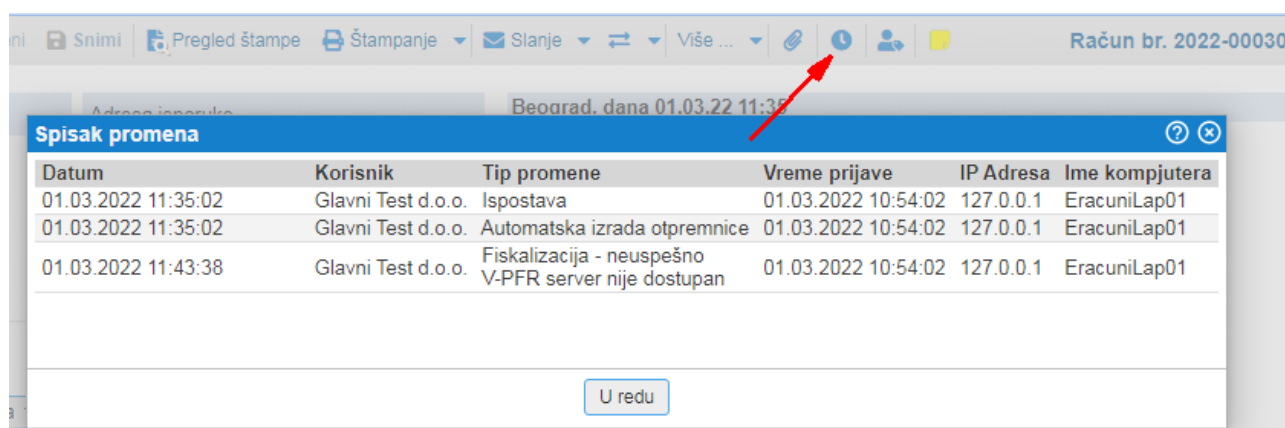 Snimi Pregled štampe Štampanje Slanje Više ... Račun br. 2022-00030
Adresa isporuke Beograd, dana 01.03.22 11:35
Spisak promena
Datum Korisnik Tip promene Vreme prijave IP Adresa Ime kompjutera
01.03.2022 11:35:02 Glavni Test d.o.o. Ispostava 01.03.2022 10:54:02 127.0.0.1 EracuniLap01
01.03.2022 11:35:02 Glavni Test d.o.o. Automatska izrada otpremnice 01.03.2022 10:54:02 127.0.0.1 EracuniLap01
01.03.2022 11:43:38 Glavni Test d.o.o. Fiskalizacija - neuspešno 01.03.2022 10:54:02 127.0.0.1 EracuniLap01
V-PFR server nije dostupan
U redu